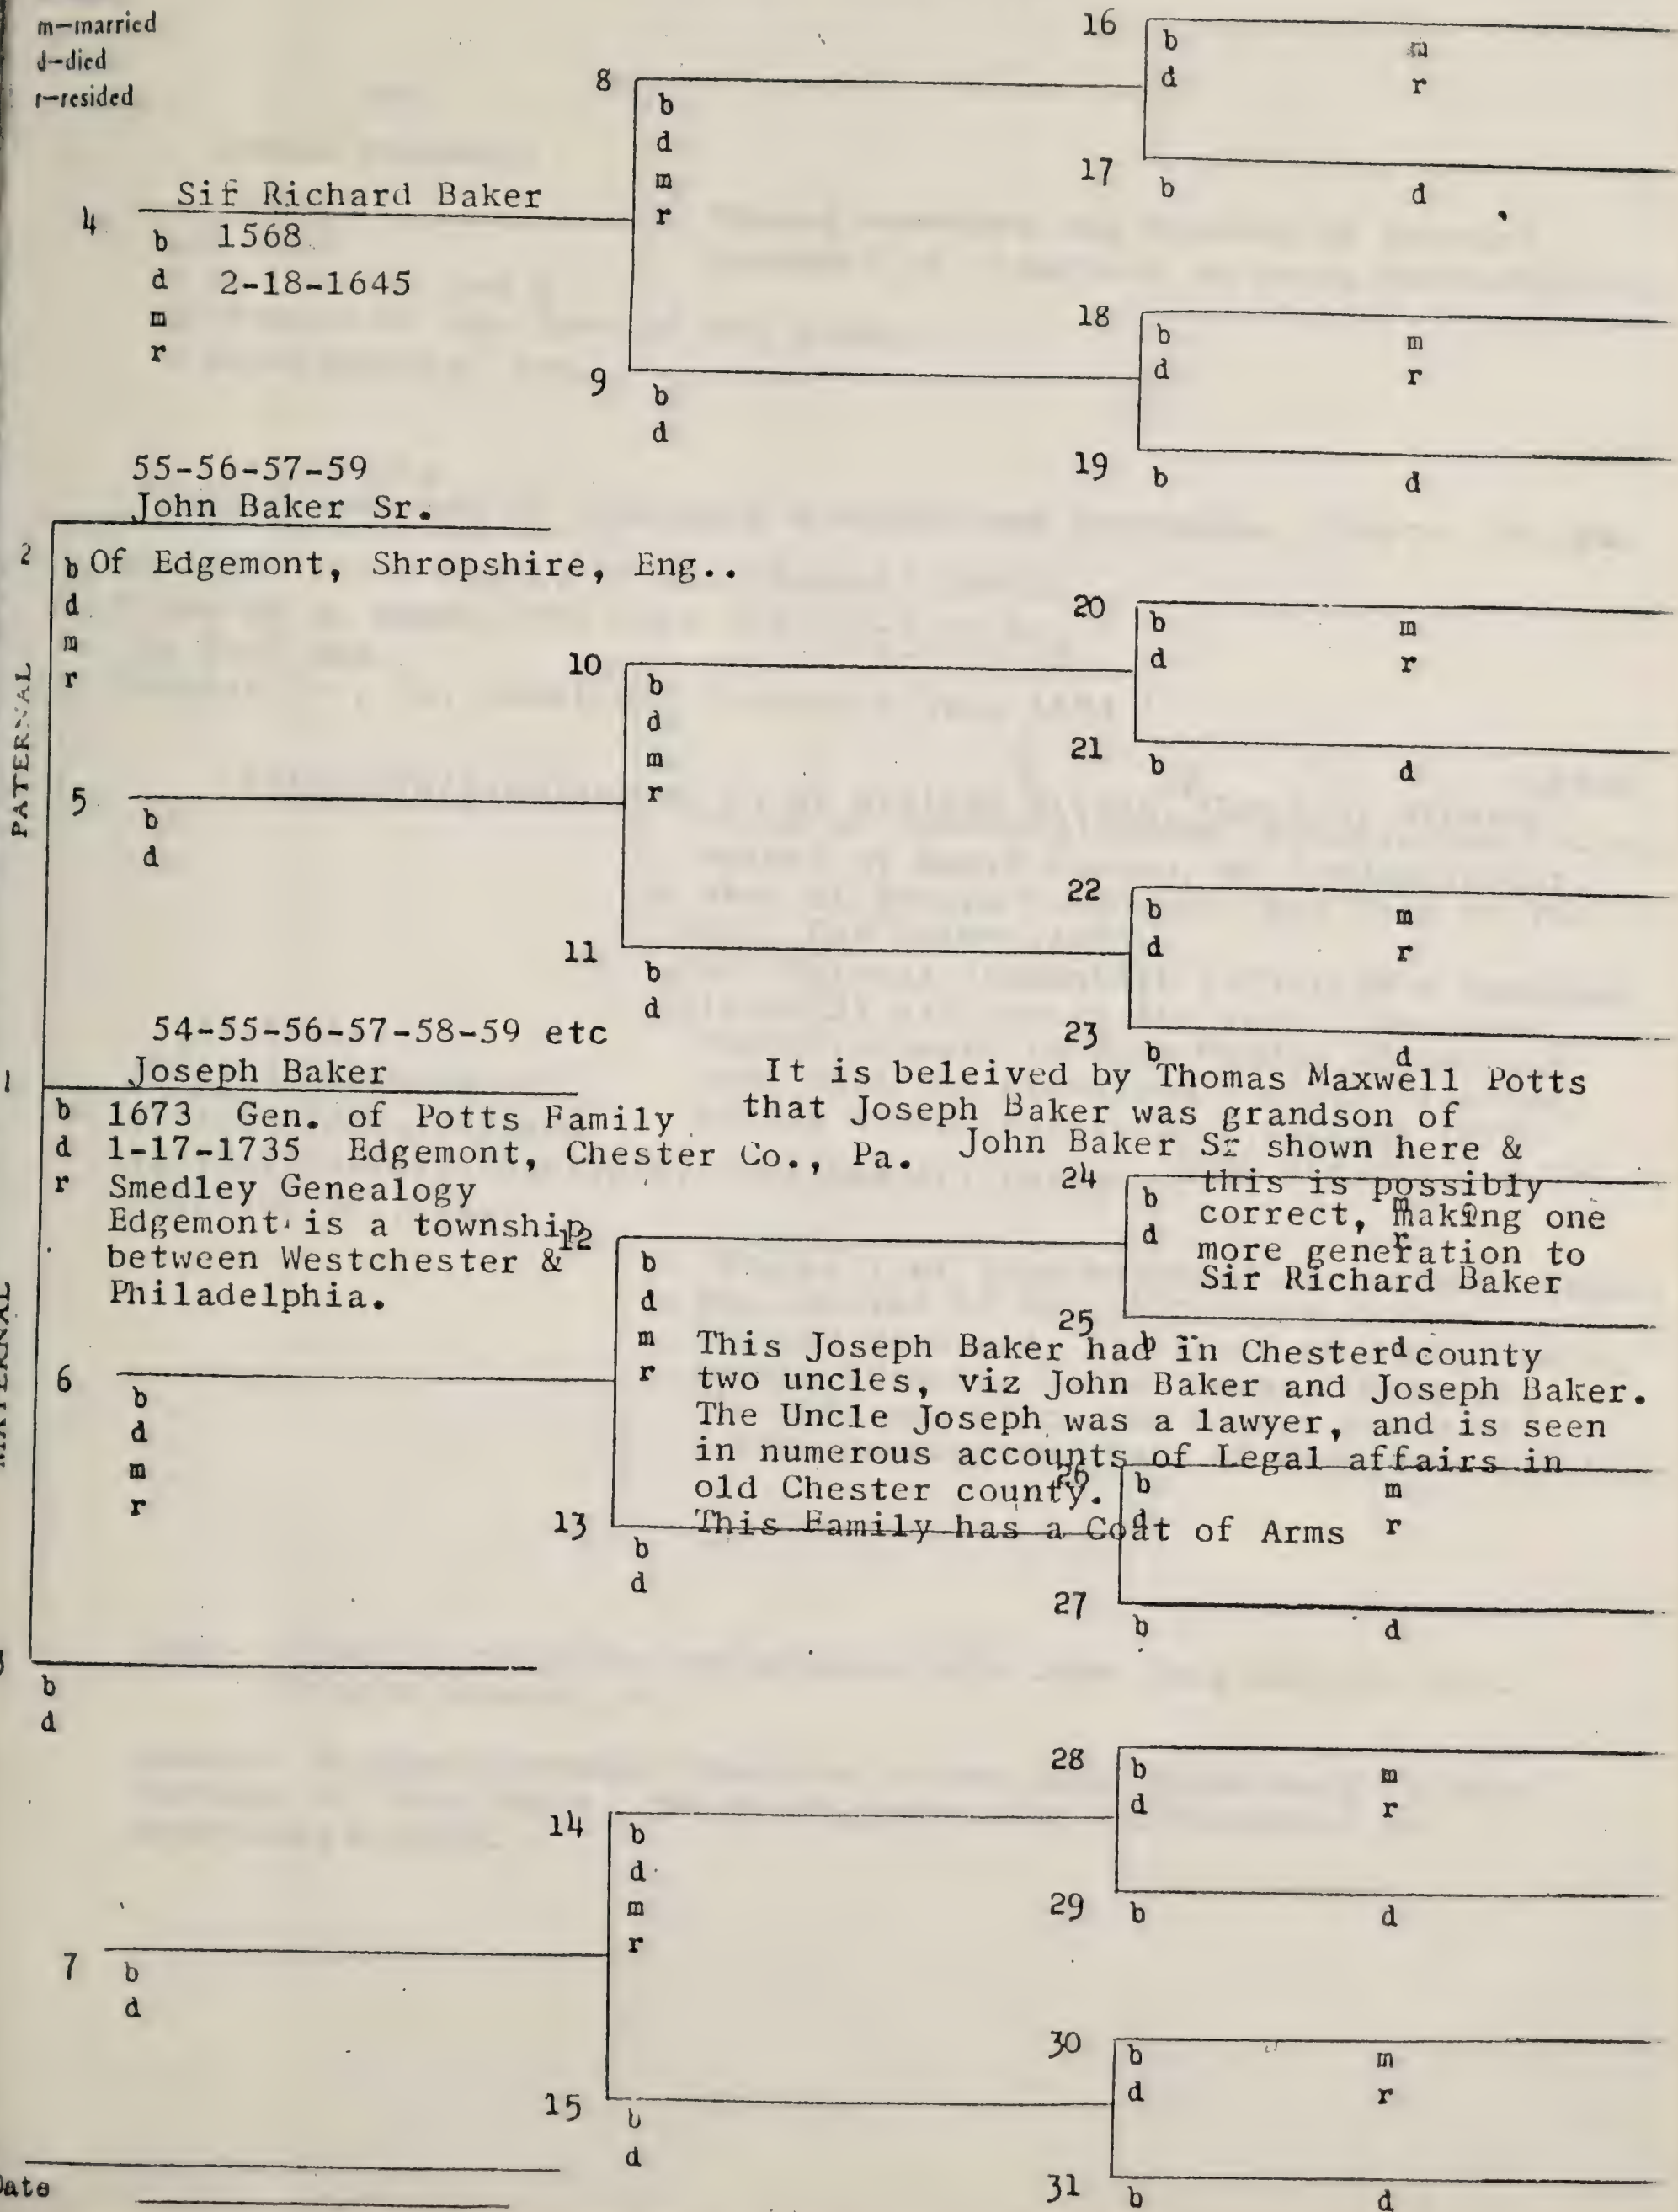 m-married
d-died
r-resided
16
b m
d r
17
b d
8
b
d
m
r
Sir Richard Baker
4
b 1568
d 2-18-1645
m
r
18
b m
d r
9
b
d
19
b d
55-56-57-59
John Baker Sr.
2
b Of Edgemont, Shropshire, Eng..
d
m
r
PATERNAL
20
b m
d r
10
b
d
m
r
21
b d
5
b
d
22
b m
d r
11
b
d
23
b d
54-55-56-57-58-59 etc
1
Joseph Baker
b 1673 Gen. of Potts Family
d 1-17-1735 Edgemont, Chester Co., Pa.
r Smedley Genealogy
Edgemont is a township
between Westchester &
Philadelphia.
It is beleived by Thomas Maxwell Potts
that Joseph Baker was grandson of
John Baker Sr shown here &
this is possibly
correct, making one
more generation to
Sir Richard Baker
24
b m
d r
12
b
d
m
r
25
b d
This Joseph Baker had in Chester county
two uncles, viz John Baker and Joseph Baker.
The Uncle Joseph was a lawyer, and is seen
in numerous accounts of Legal affairs in
old Chester county.
This Family has a Coat of Arms
MATERNAL
6
b
d
m
r
26
b m
d r
13
b
d
27
b d
3
b
d
28
b m
d r
14
b
d
m
r
29
b d
7
b
d
30
b m
d r
15
b
d
31
b d
Date